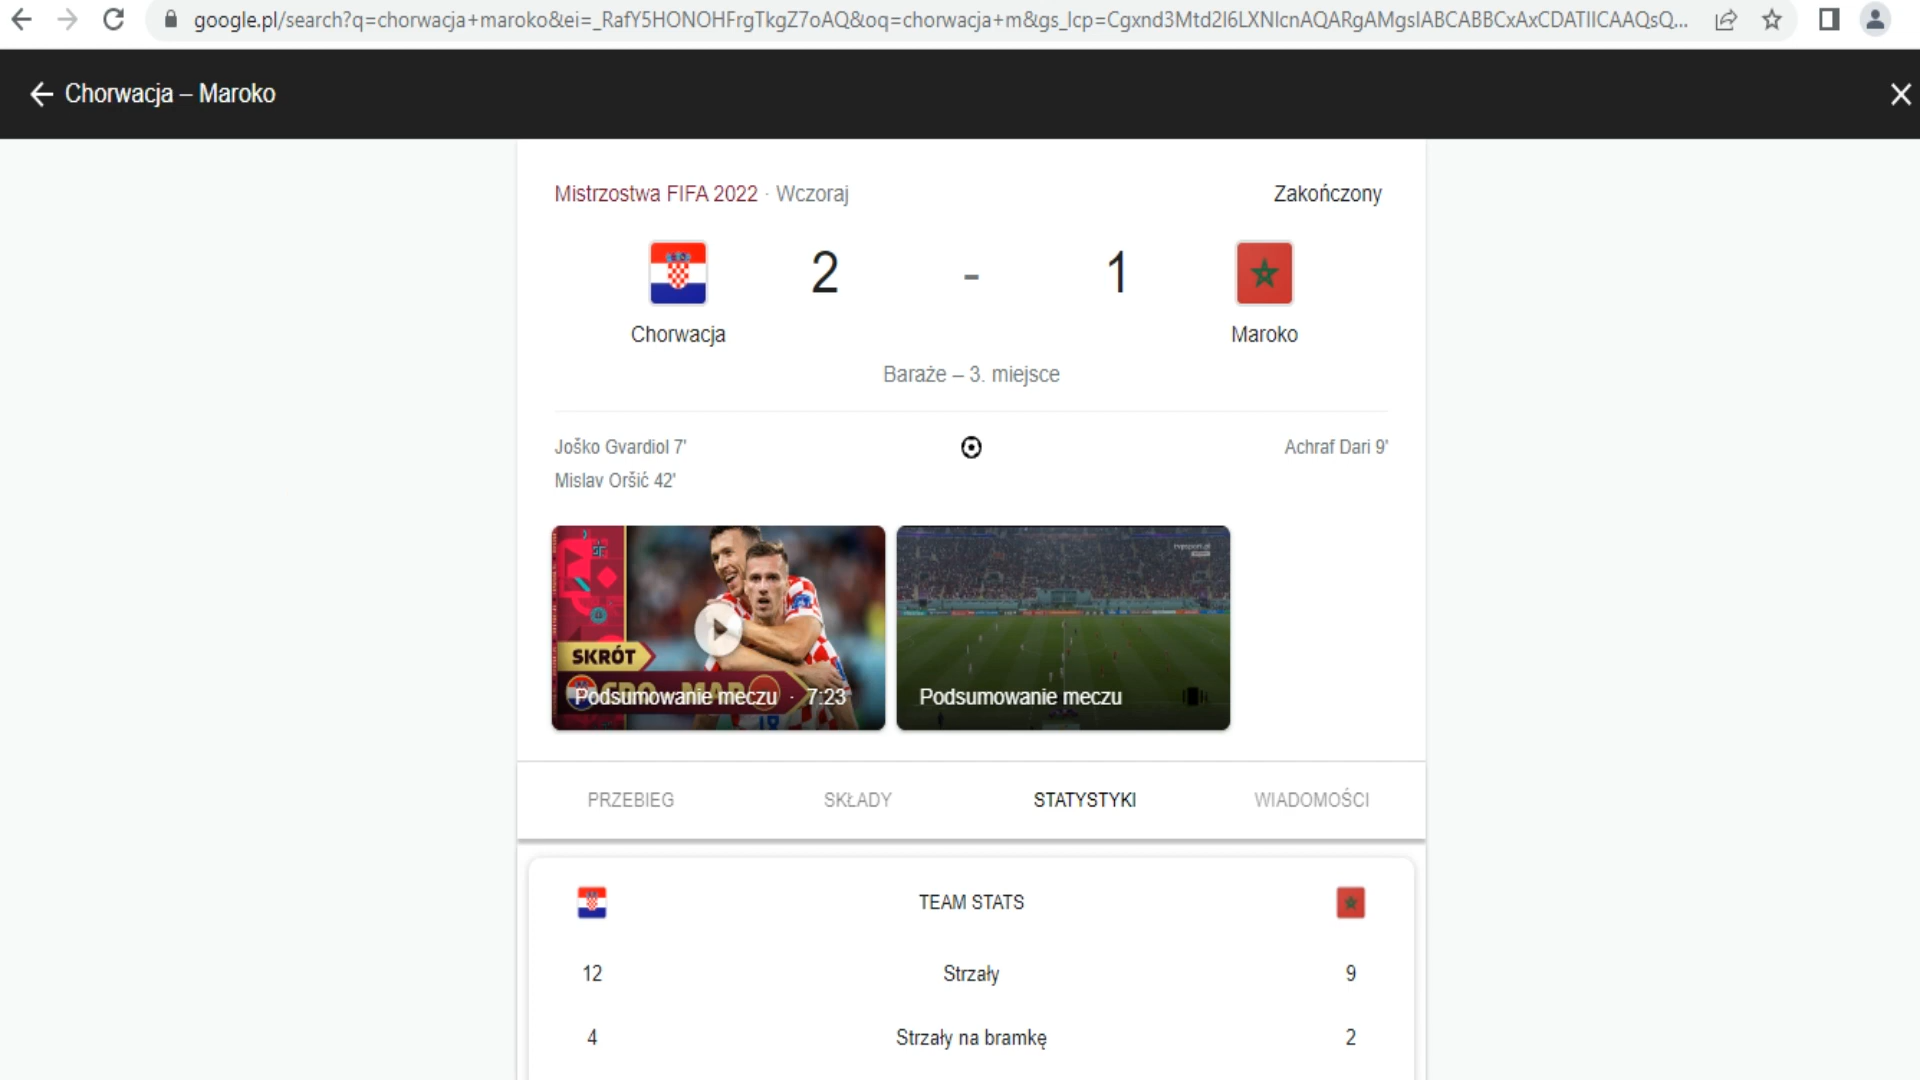 google.pl/search?q=chorwacja+maroko&ei=_RafY5HONOHFrgTkgZ7oAQ&oq=chorwacja+m&gs_lcp=Cgxnd3Mtd2l6LXNlcnAQARgAMgsIABCABBCxAxCDATIICAAQsQ...
Chorwacja – Maroko
Mistrzostwa FIFA 2022 · Wczoraj
Zakończony
2 - 1
Chorwacja
Maroko
Baraże – 3. miejsce
Joško Gvardiol 7'
Achraf Dari 9'
Mislav Oršić 42'
SKRÓT
Podsumowanie meczu · 7:23
Podsumowanie meczu
PRZEBIEG SKŁADY STATYSTYKI WIADOMOŚCI
TEAM STATS
12 Strzały 9
4 Strzały na bramkę 2